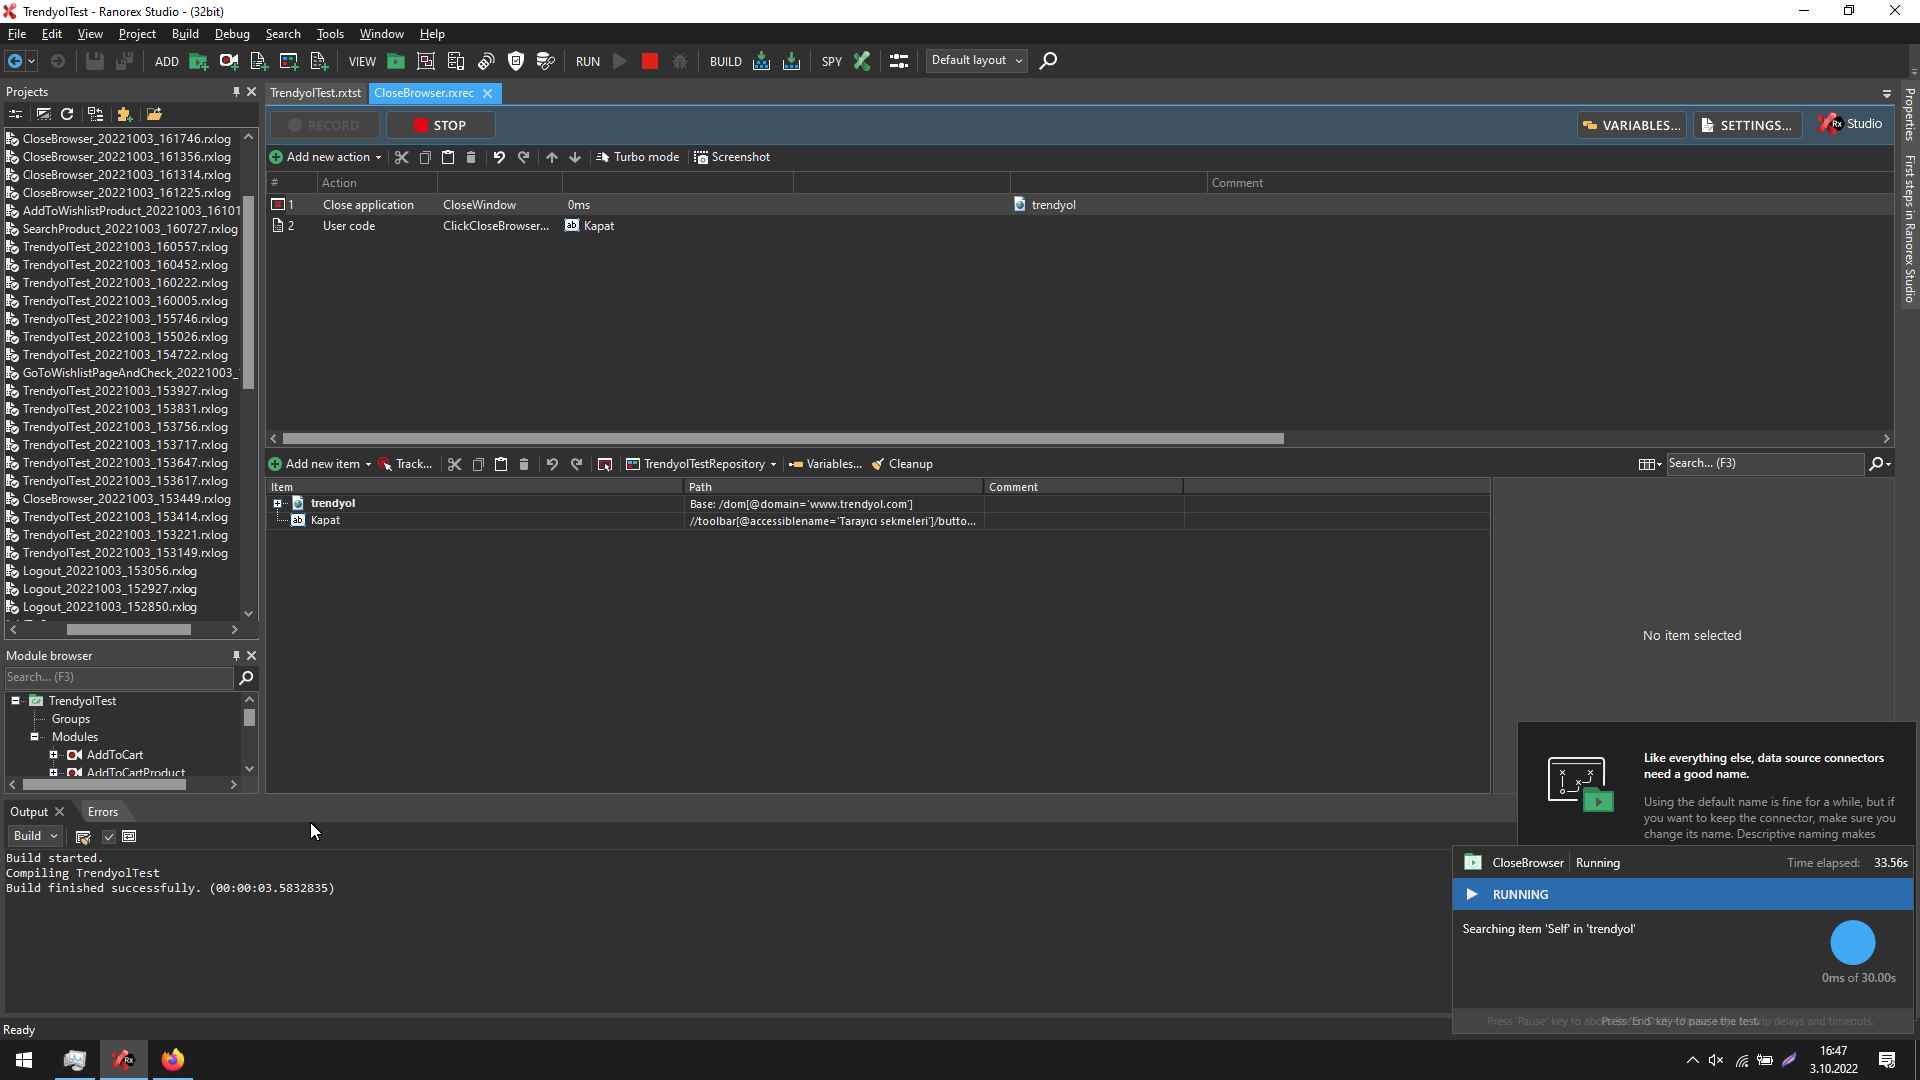 TrendyolTest - Ranorex Studio - (32bit)
File Edit View Project Build Debug Search Tools Window Help
ADD VIEW RUN BUILD SPY Default layout
Projects
TrendyolTest.rxtst CloseBrowser.rxrec
RECORD STOP VARIABLES... SETTINGS... Rx Studio
Add new action Turbo mode Screenshot
# Action Comment
1 Close application CloseWindow 0ms trendyol
2 User code ClickCloseBrowser... ab Kapat
CloseBrowser_20221003_161746.rxlog
CloseBrowser_20221003_161356.rxlog
CloseBrowser_20221003_161314.rxlog
CloseBrowser_20221003_161225.rxlog
AddToWishlistProduct_20221003_16101
SearchProduct_20221003_160727.rxlog
TrendyolTest_20221003_160557.rxlog
TrendyolTest_20221003_160452.rxlog
TrendyolTest_20221003_160222.rxlog
TrendyolTest_20221003_160005.rxlog
TrendyolTest_20221003_155746.rxlog
TrendyolTest_20221003_155026.rxlog
TrendyolTest_20221003_154722.rxlog
GoToWishlistPageAndCheck_20221003_
TrendyolTest_20221003_153927.rxlog
TrendyolTest_20221003_153831.rxlog
TrendyolTest_20221003_153756.rxlog
TrendyolTest_20221003_153717.rxlog
TrendyolTest_20221003_153647.rxlog
TrendyolTest_20221003_153617.rxlog
CloseBrowser_20221003_153449.rxlog
TrendyolTest_20221003_153414.rxlog
TrendyolTest_20221003_153221.rxlog
TrendyolTest_20221003_153149.rxlog
Logout_20221003_153056.rxlog
Logout_20221003_152927.rxlog
Logout_20221003_152850.rxlog
Add new item Track... TrendyolTestRepository Variables... Cleanup Search... (F3)
Item Path Comment
trendyol Base: /dom[@domain='www.trendyol.com']
ab Kapat //toolbar[@accessiblename='Tarayıcı sekmeleri']/butto...
No item selected
Properties
First steps in Ranorex Studio
Module browser
Search... (F3)
TrendyolTest
Groups
Modules
AddToCart
AddToCartProduct
Output Errors
Build
Build started.
Compiling TrendyolTest
Build finished successfully. (00:00:03.5832835)
Like everything else, data source connectors
need a good name.
Using the default name is fine for a while, but if
you want to keep the connector, make sure you
change its name. Descriptive naming makes
CloseBrowser Running Time elapsed: 33.56s
RUNNING
Searching item 'Self' in 'trendyol'
0ms of 30.00s
Press 'End' key to pause the test.
Ready
Rx
16:47
3.10.2022